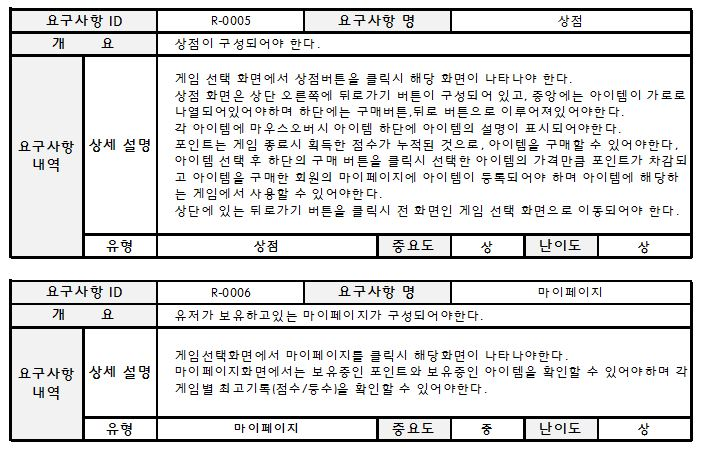 요구사항 ID R-0005 요구사항 명 상점
개 요 상점이 구성되어야 한다.
요구사항 내역 상세 설명
게임 선택 화면에서 상점버튼을 클릭시 해당 화면이 나타나야 한다.
상점 화면은 상단 오른쪽에 뒤로가기 버튼이 구성되어 있고, 중앙에는 아이템이 가로로
나열되어있어야하며 하단에는 구매버튼,뒤로 버튼으로 이루어져있어야한다.
각 아이템에 마우스오버시 아이템 하단에 아이템의 설명이 표시되어야한다.
포인트는 게임 종료시 획득한 점수가 누적된 것으로, 아이템을 구매할 수 있어야한다,
아이템 선택 후 하단의 구매 버튼을 클릭시 선택한 아이템의 가격만큼 포인트가 차감되
고 아이템을 구매한 회원의 마이페이지에 아이템이 등록되어야 하며 아이템에 해당하
는 게임에서 사용할 수 있어야한다.
상단에 있는 뒤로가기 버튼을 클릭시 전 화면인 게임 선택 화면으로 이동되어야 한다.
유형 상점 중요도 상 난이도 상
요구사항 ID R-0006 요구사항 명 마이페이지
개 요 유저가 보유하고있는 마이페이지가 구성되어야한다.
요구사항 내역 상세 설명
게임선택화면에서 마이페이지를 클릭시 해당화면이 나타나야한다.
마이페이지화면에서는 보유중인 포인트와 보유중인 아이템을 확인할 수 있어야하며 각
게임별 최고기록(점수/등수)을 확인할 수 있어야한다.
유형 마이페이지 중요도 중 난이도 상